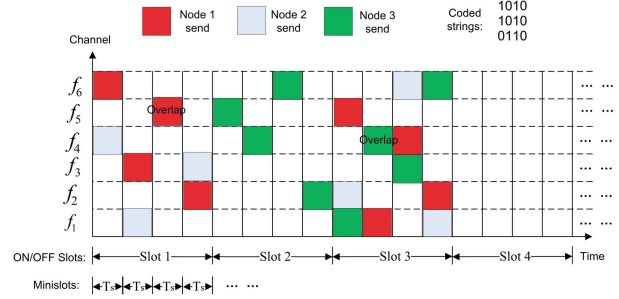 Node 1 send
Node 2 send
Node 3 send
Coded strings:
1010
1010
0110
Channel
f6
f5 Overlap ... ...
f4 Overlap
f3
f2
f1
... ...
... ...
... ...
... ...
... ...
ON/OFF Slots: Slot 1 Slot 2 Slot 3 Slot 4 Time
Minislots: Ts Ts Ts Ts ... ...